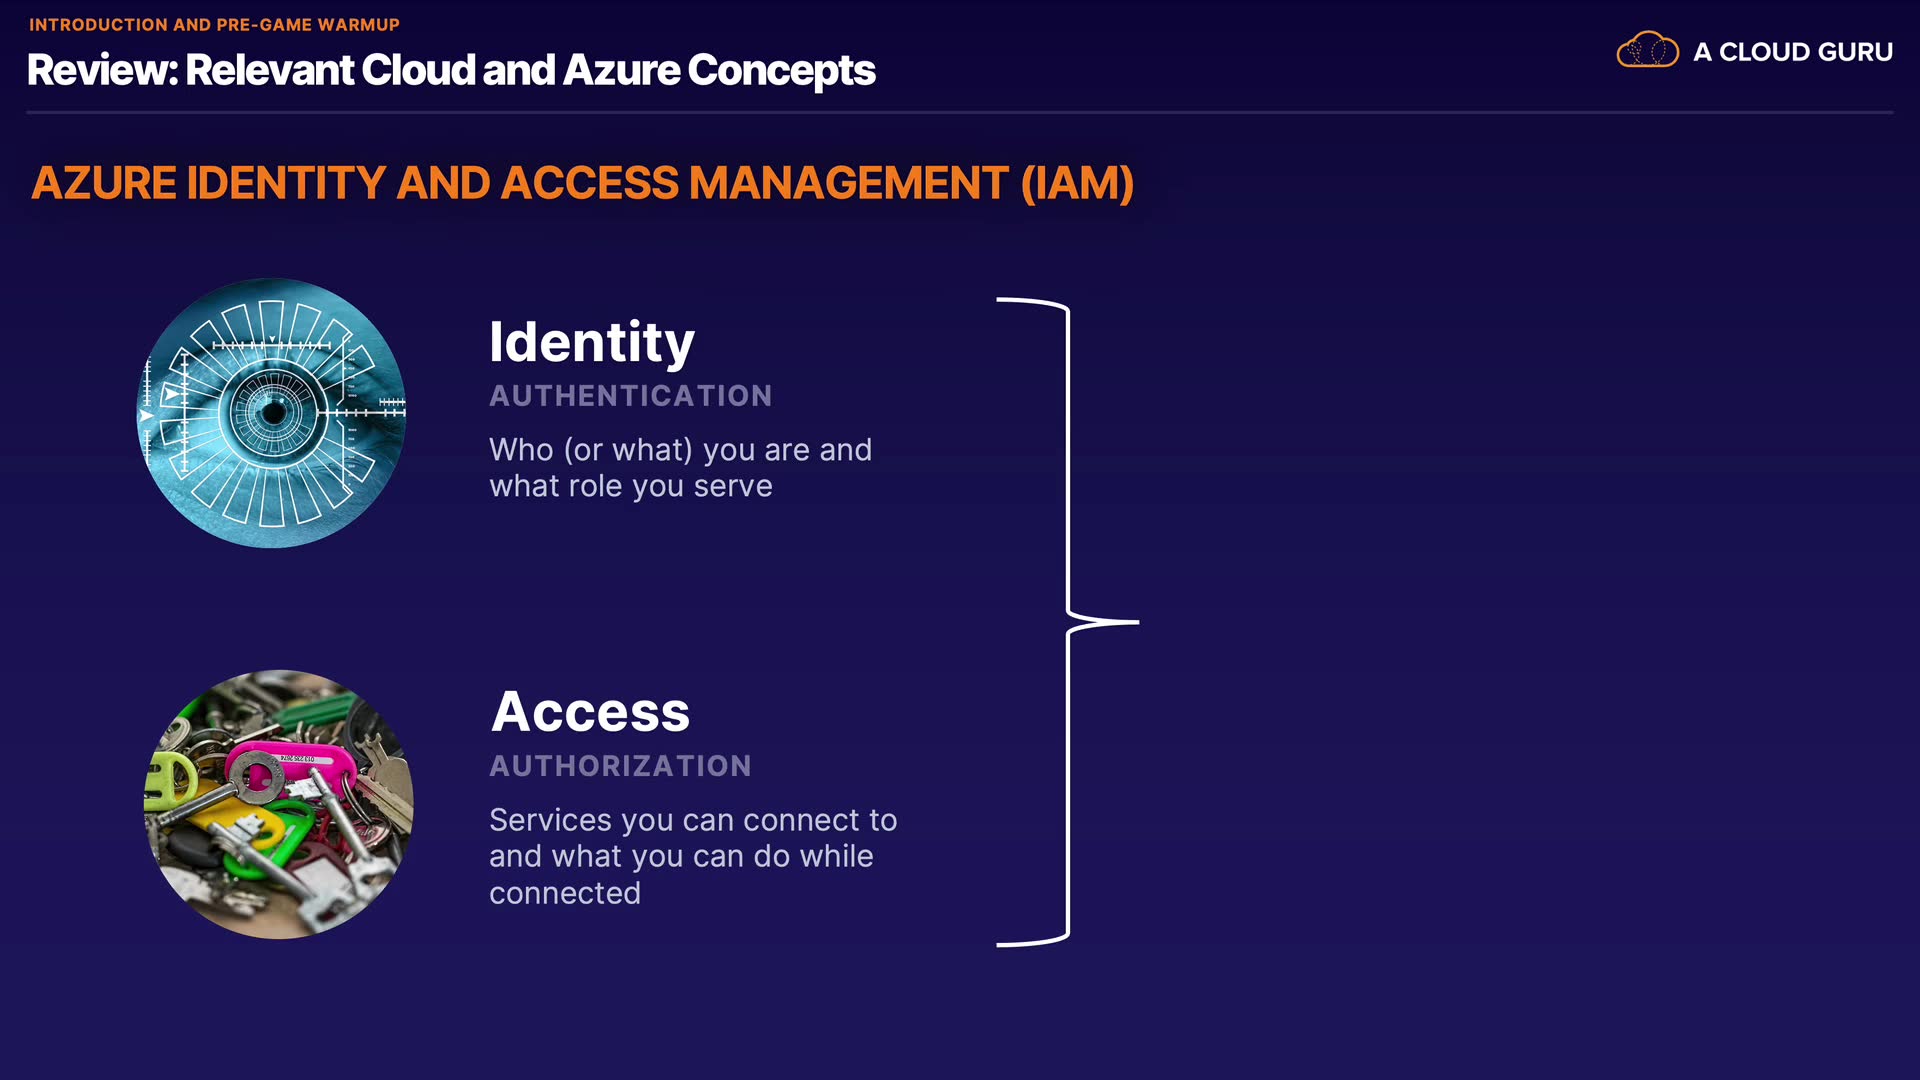 INTRODUCTION AND PRE-GAME WARMUP
Review: Relevant Cloud and Azure Concepts
A CLOUD GURU
AZURE IDENTITY AND ACCESS MANAGEMENT (IAM)
Identity
AUTHENTICATION
Who (or what) you are and
what role you serve
Access
AUTHORIZATION
Services you can connect to
and what you can do while
connected